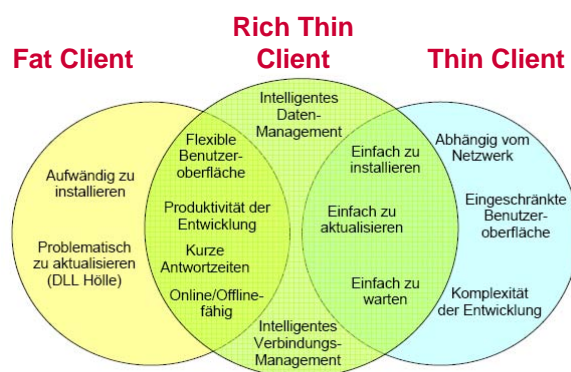 Rich Thin
Client
Fat Client
Thin Client
Aufwändig zu
installieren
Problematisch
zu aktualisieren
(DLL Hölle)
Flexible
Benutzer-
oberfläche
Produktivität der
Entwicklung
Kurze
Antwortzeiten
Online/Offline-
fähig
Intelligentes
Daten-
Management
Intelligentes
Verbindungs-
Management
Einfach zu
installieren
Einfach zu
aktualisieren
Einfach zu
warten
Abhängig vom
Netzwerk
Eingeschränkte
Benutzer-
oberfläche
Komplexität
der Entwicklung